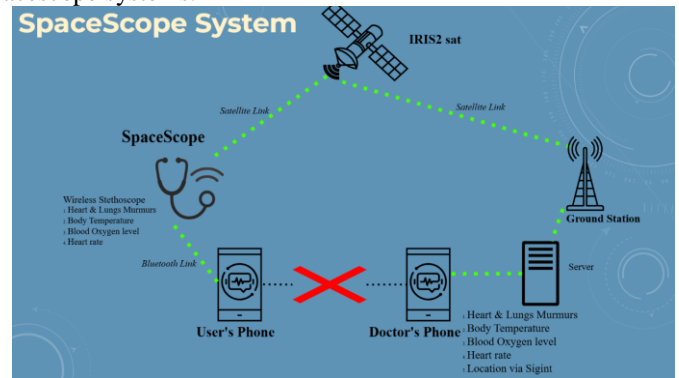 SpaceScope System
IRIS2 sat
Satellite Link
Satellite Link
SpaceScope
Wireless Stethoscope
1. Heart & Lungs Murmurs
2. Body Temperature
3. Blood Oxygen level
4. Heart rate
Ground Station
Bluetooth Link
Server
User's Phone
Doctor's Phone
1. Heart & Lungs Murmurs
2. Body Temperature
3. Blood Oxygen level
4. Heart rate
5. Location via Sigint